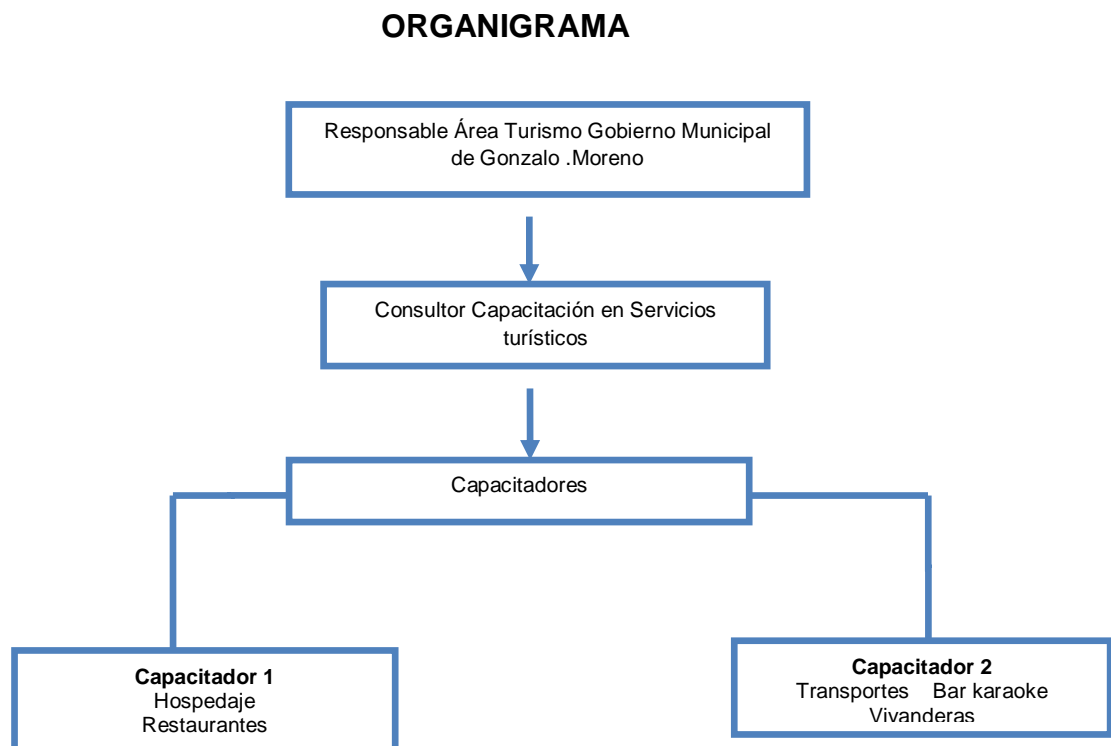 ORGANIGRAMA
Responsable Área Turismo Gobierno Municipal
de Gonzalo .Moreno
Consultor Capacitación en Servicios
turísticos
Capacitadores
Capacitador 1
Hospedaje
Restaurantes
Capacitador 2
Transportes    Bar karaoke
Vivanderas